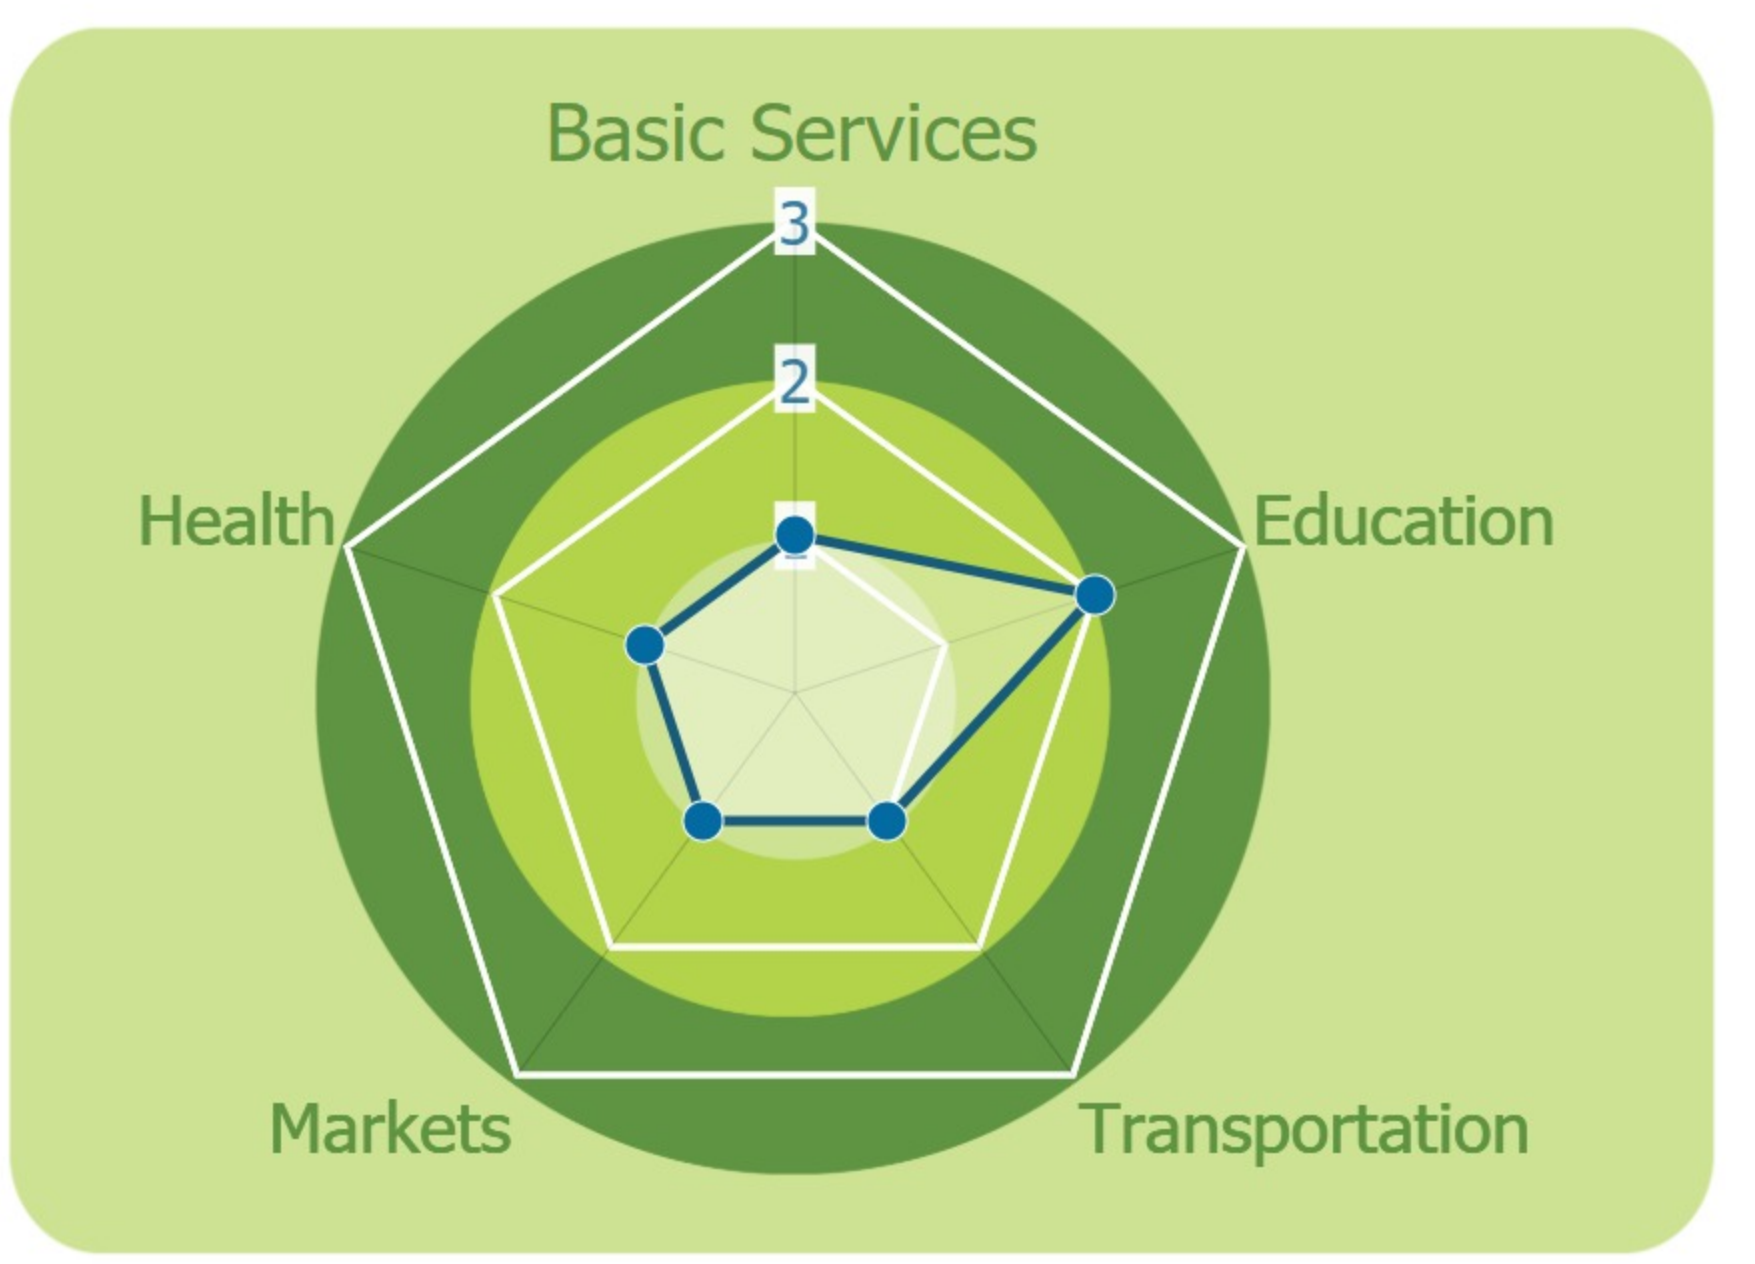 Basic Services
3
2
Health
Education
Markets
Transportation